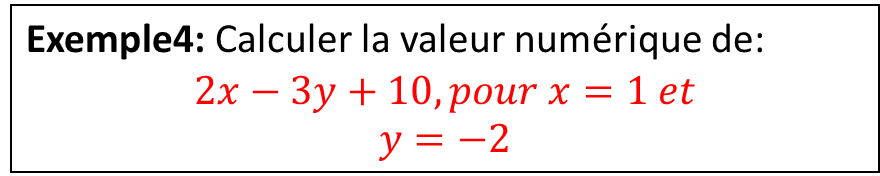 Exemple4: Calculer la valeur numérique de:
2x − 3y + 10, pour x = 1 et
y = −2